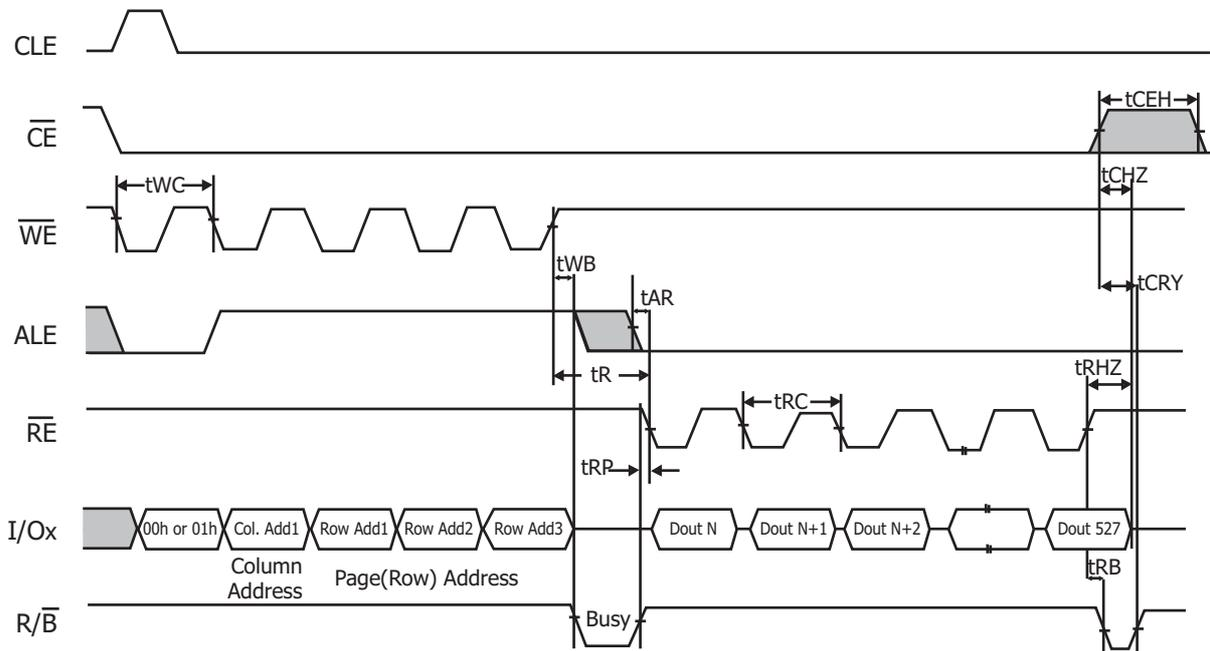 CLE
tCEH
CE
tCHZ
tWC
WE
tWB
tCRY
tAR
ALE
tR
tRHZ
tRC
RE
tRP
I/Ox
00h or 01h
Col. Add1
Row Add1
Row Add2
Row Add3
Dout N
Dout N+1
Dout N+2
Dout 527
Column
Address
Page(Row) Address
tRB
R/B
Busy